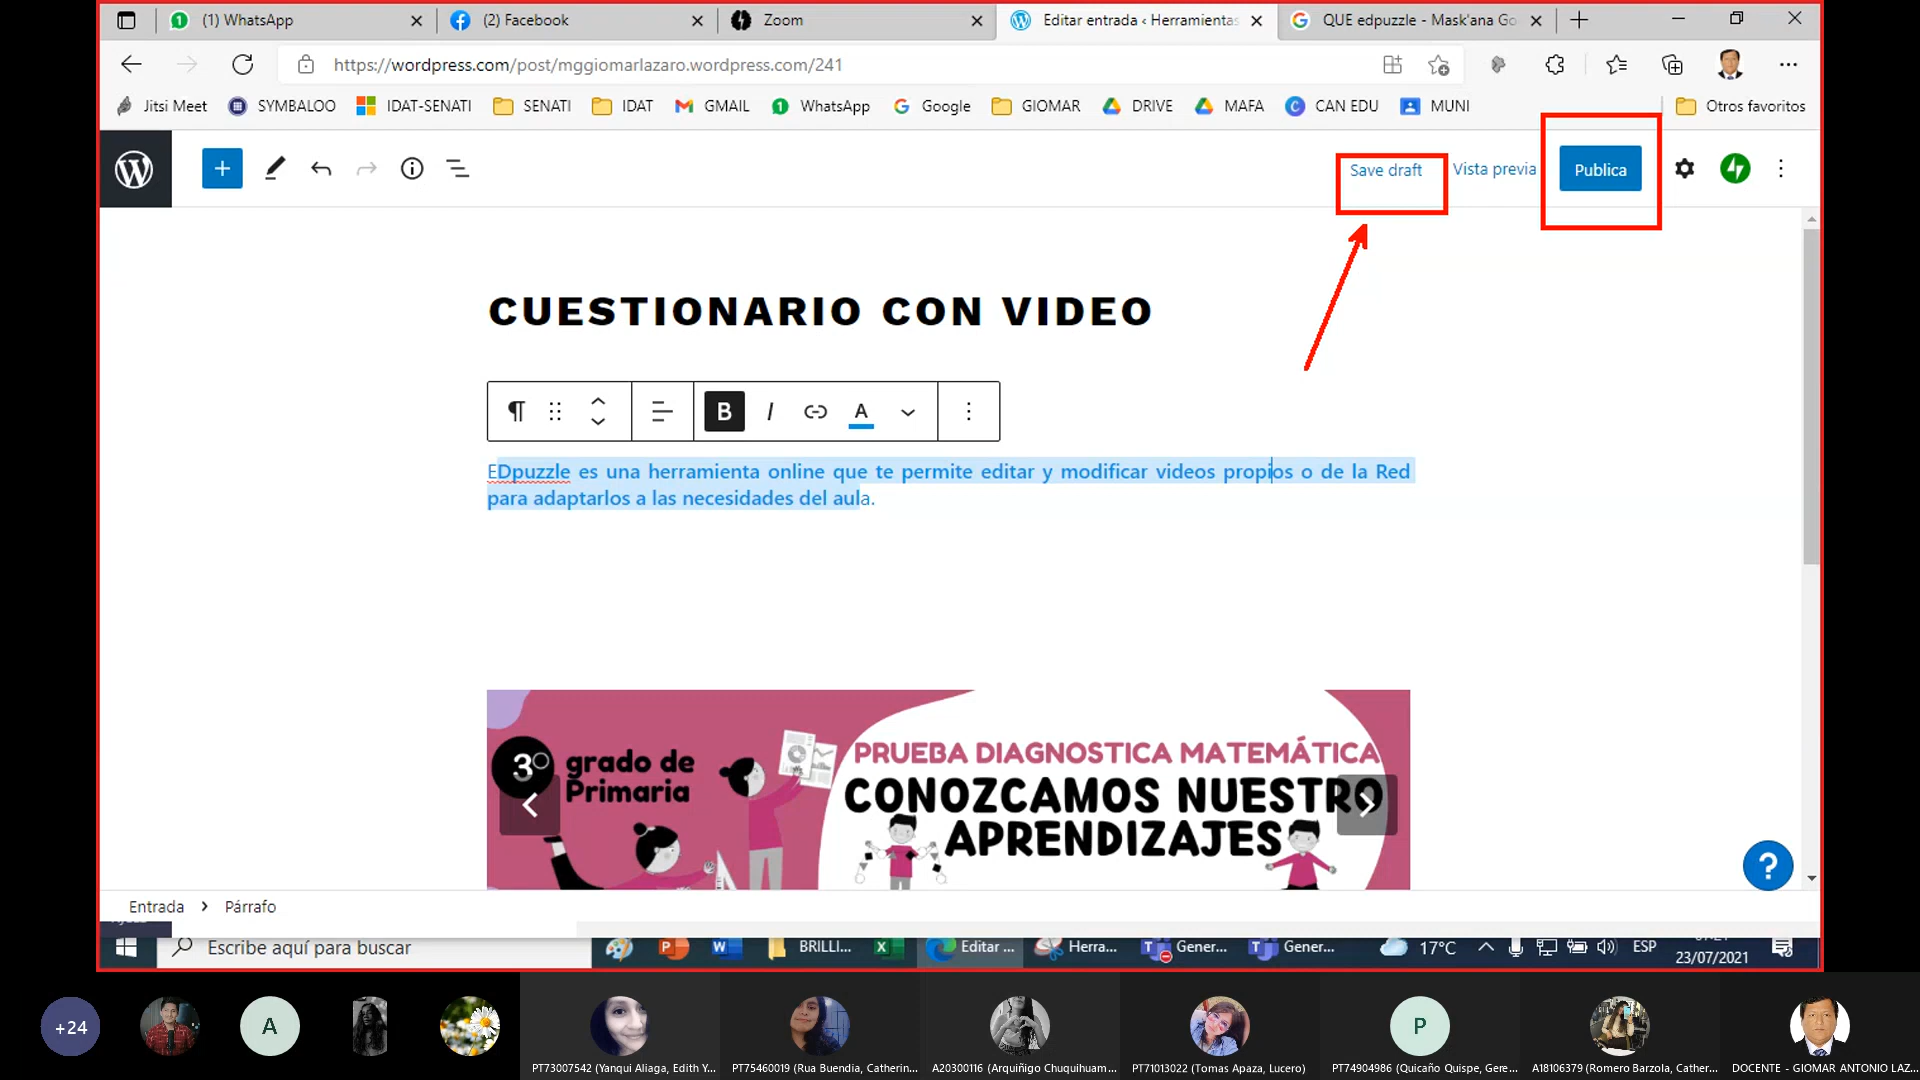 (1) WhatsApp
(2) Facebook
Zoom
Editar entrada ‹ Herramientas
QUE edpuzzle - Mask'ana Go
https://wordpress.com/post/mggiomarlazaro.wordpress.com/241
Jitsi Meet
SYMBALOO
IDAT-SENATI
SENATI
IDAT
GMAIL
WhatsApp
Google
GIOMAR
DRIVE
MAFA
CAN EDU
MUNI
Otros favoritos
Save draft
Vista previa
Publica
CUESTIONARIO CON VIDEO
B I A
EDpuzzle es una herramienta online que te permite editar y modificar videos propios o de la Red
para adaptarlos a las necesidades del aula.
3° grado de
Primaria
PRUEBA DIAGNOSTICA MATEMÁTICA
CONOZCAMOS NUESTRO
APRENDIZAJES
?
Entrada > Párrafo
Escribe aquí para buscar
BRILLI...
Editar ...
Herra...
Gener...
Gener...
17°C
ESP
23/07/2021
+24
A
P
PT73007542 (Yanqui Aliaga, Edith Y...
PT75460019 (Rua Buendia, Catherin...
A20300116 (Arquiñigo Chuquihuam...
PT71013022 (Tomas Apaza, Lucero)
PT74904986 (Quicaño Quispe, Gere...
A18106379 (Romero Barzola, Cather...
DOCENTE - GIOMAR ANTONIO LAZ...